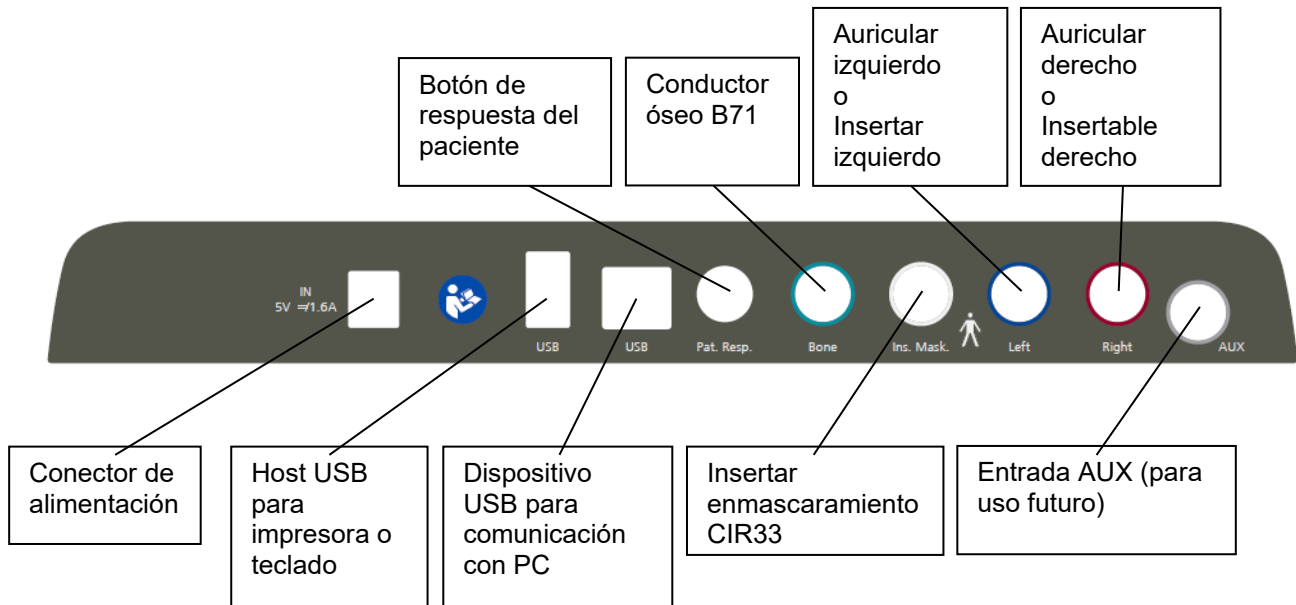 Botón de
respuesta del
paciente
Conductor
óseo B71
Auricular
izquierdo
o
Insertar
izquierdo
Auricular
derecho
o
Insertable
derecho
IN
5V ⎓/1.6A
USB
USB
Pat. Resp.
Bone
Ins. Mask.
Left
Right
AUX
Conector de
alimentación
Host USB
para
impresora o
teclado
Dispositivo
USB para
comunicación
con PC
Insertar
enmascaramiento
CIR33
Entrada AUX (para
uso futuro)